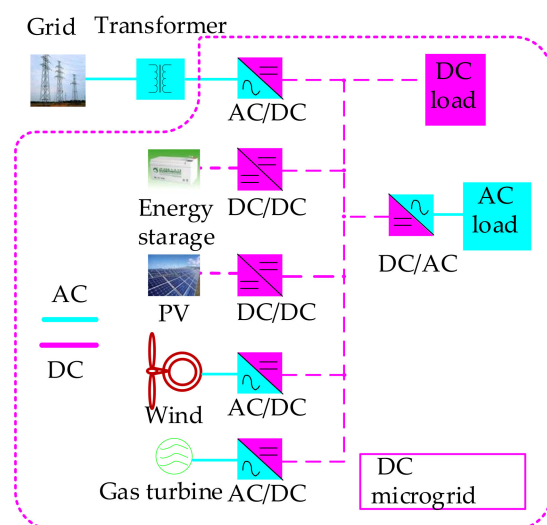 Grid
Transformer
AC/DC
DC
load
Energy
starage
DC/DC
AC
load
DC/AC
PV
DC/DC
AC
DC
Wind
AC/DC
Gas turbine
AC/DC
DC
microgrid